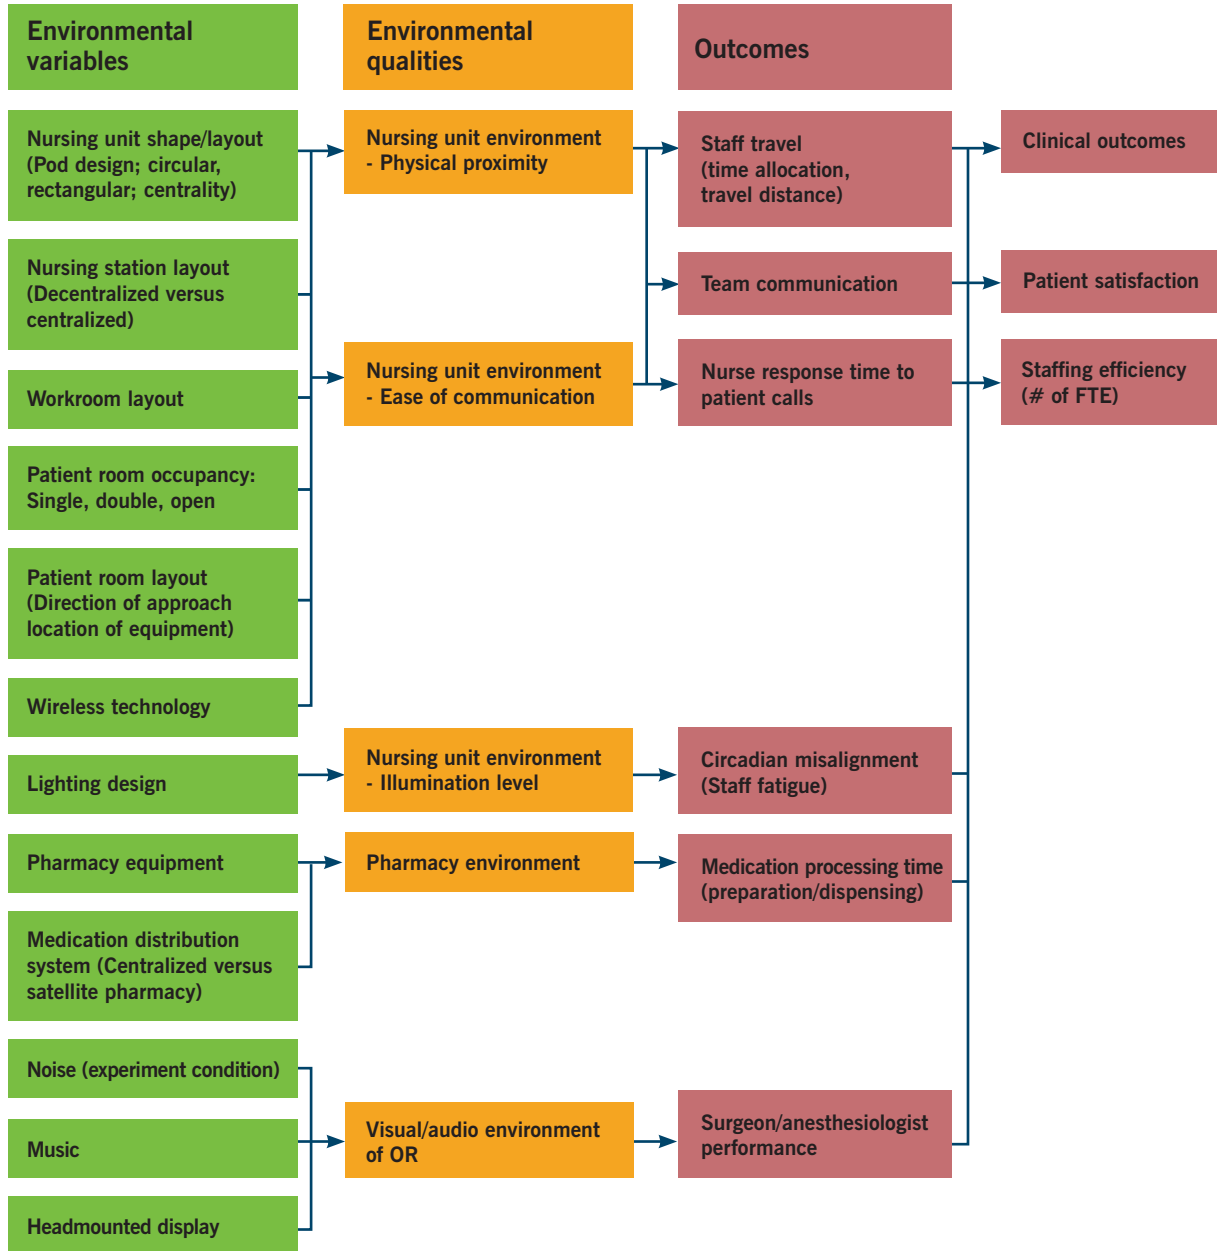 Environmental
variables
Environmental
qualities
Outcomes
Nursing unit shape/layout
(Pod design; circular,
rectangular; centrality)
Nursing station layout
(Decentralized versus
centralized)
Workroom layout
Patient room occupancy:
Single, double, open
Patient room layout
(Direction of approach
location of equipment)
Wireless technology
Lighting design
Pharmacy equipment
Medication distribution
system (Centralized versus
satellite pharmacy)
Noise (experiment condition)
Music
Headmounted display
Nursing unit environment
- Physical proximity
Nursing unit environment
- Ease of communication
Nursing unit environment
- Illumination level
Pharmacy environment
Visual/audio environment
of OR
Staff travel
(time allocation,
travel distance)
Team communication
Nurse response time to
patient calls
Circadian misalignment
(Staff fatigue)
Medication processing time
(preparation/dispensing)
Surgeon/anesthesiologist
performance
Clinical outcomes
Patient satisfaction
Staffing efficiency
(# of FTE)